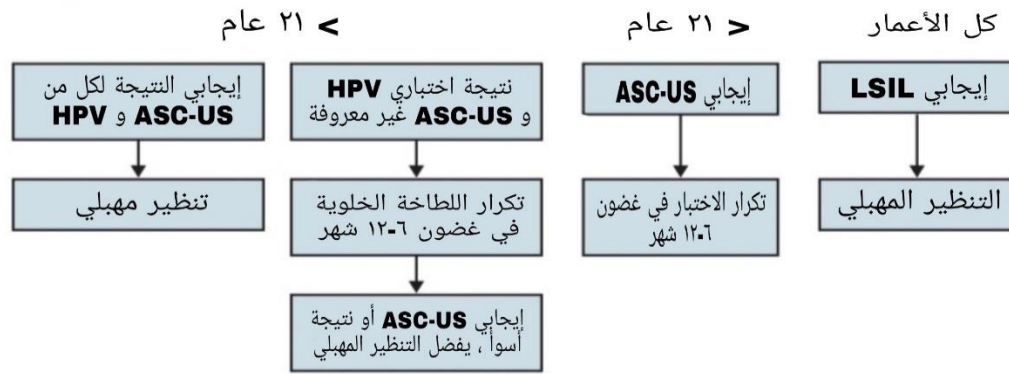 كل الأعمار
> ٢١ عام
< ٢١ عام
إيجابي LSIL
التنظير المهبلي
إيجابي ASC-US
تكرار الاختبار في غضون
٦-١٢ شهر
نتيجة اختباري HPV
و ASC-US غير معروفة
تكرار اللطاخة الخلوية
في غضون ٦-١٢ شهر
إيجابي ASC-US أو نتيجة
أسوأ ، يفضل التنظير المهبلي
إيجابي النتيجة لكل من
ASC-US و HPV
تنظير مهبلي